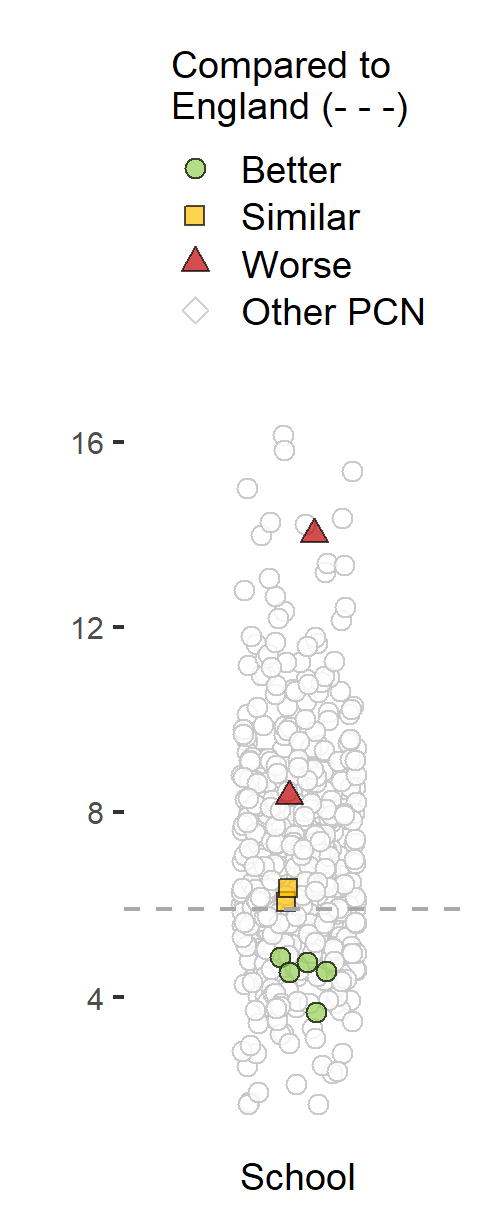 Compared to
England (- - -)
Better
Similar
Worse
Other PCN
16
12
8
4
School